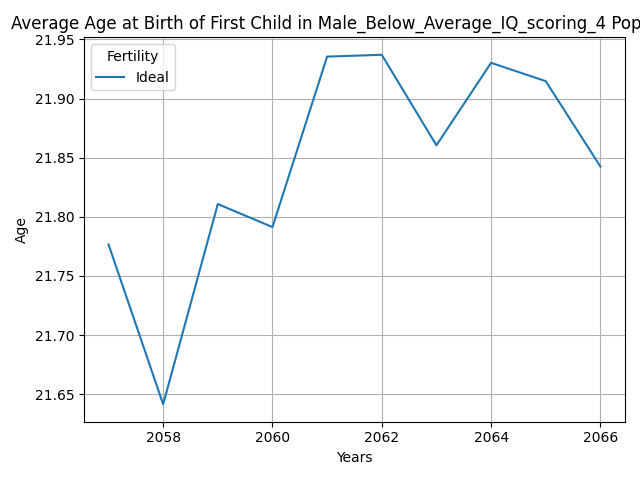 Average Age at Birth of First Child in Male_Below_Average_IQ_scoring_4 Pop
21.95
21.90
21.85
21.80
21.75
21.70
21.65
Age
Fertility
Ideal
2058 2060 2062 2064 2066
Years